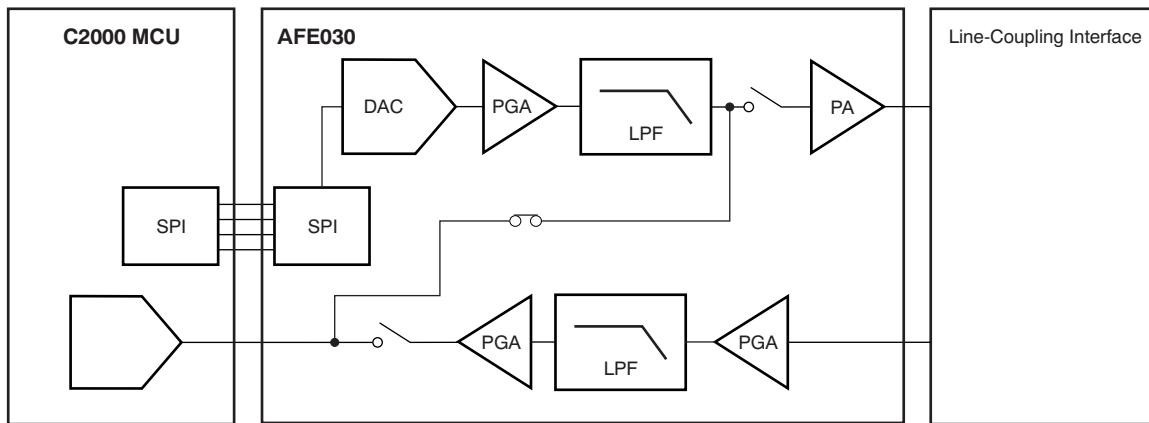 C2000 MCU
AFE030
Line-Coupling Interface
DAC
PGA
LPF
PA
SPI
SPI
PGA
LPF
PGA